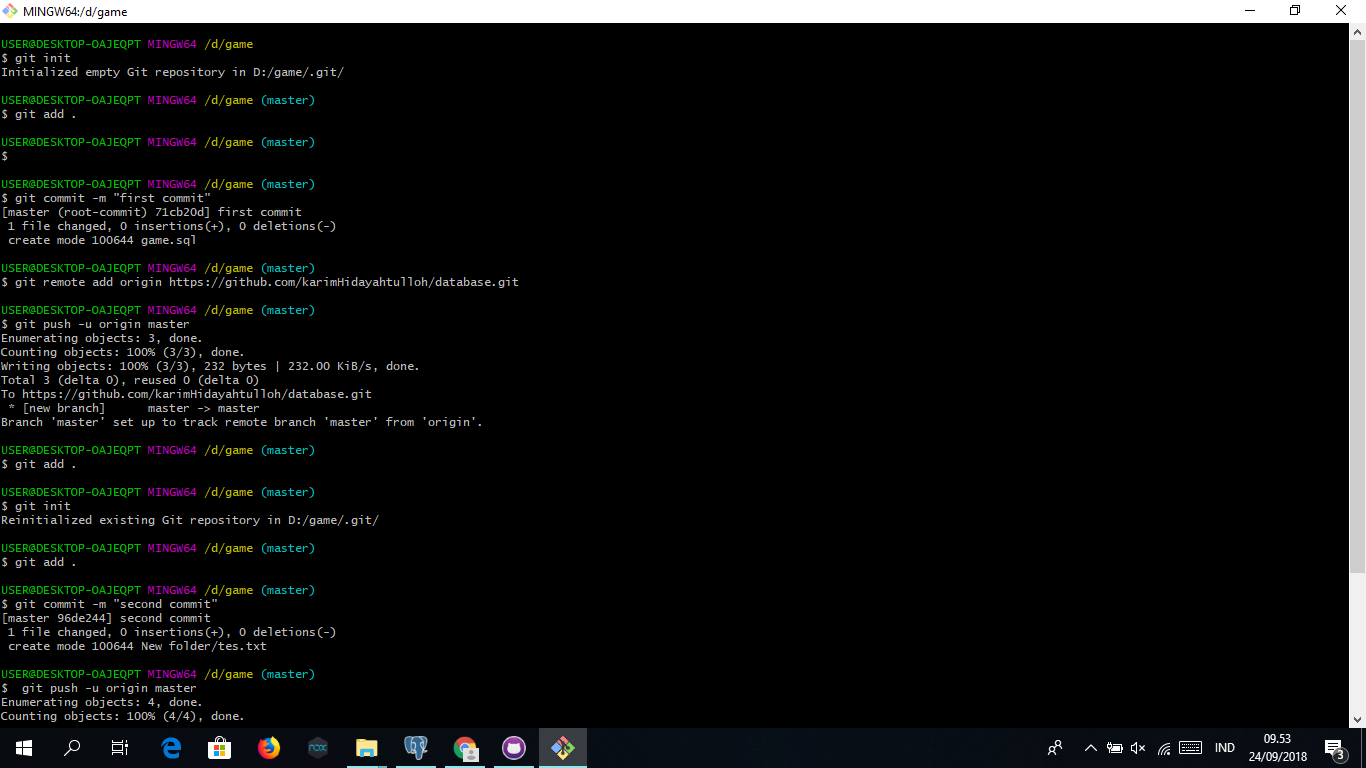 MINGW64:/d/game
USER@DESKTOP-OAJEQPT MINGW64 /d/game
$ git init
Initialized empty Git repository in D:/game/.git/
USER@DESKTOP-OAJEQPT MINGW64 /d/game (master)
$ git add .
USER@DESKTOP-OAJEQPT MINGW64 /d/game (master)
$
USER@DESKTOP-OAJEQPT MINGW64 /d/game (master)
$ git commit -m "first commit"
[master (root-commit) 71cb20d] first commit
 1 file changed, 0 insertions(+), 0 deletions(-)
 create mode 100644 game.sql
USER@DESKTOP-OAJEQPT MINGW64 /d/game (master)
$ git remote add origin https://github.com/karimHidayahtulloh/database.git
USER@DESKTOP-OAJEQPT MINGW64 /d/game (master)
$ git push -u origin master
Enumerating objects: 3, done.
Counting objects: 100% (3/3), done.
Writing objects: 100% (3/3), 232 bytes | 232.00 KiB/s, done.
Total 3 (delta 0), reused 0 (delta 0)
To https://github.com/karimHidayahtulloh/database.git
 * [new branch]      master -> master
Branch 'master' set up to track remote branch 'master' from 'origin'.
USER@DESKTOP-OAJEQPT MINGW64 /d/game (master)
$ git add .
USER@DESKTOP-OAJEQPT MINGW64 /d/game (master)
$ git init
Reinitialized existing Git repository in D:/game/.git/
USER@DESKTOP-OAJEQPT MINGW64 /d/game (master)
$ git add .
USER@DESKTOP-OAJEQPT MINGW64 /d/game (master)
$ git commit -m "second commit"
[master 96de244] second commit
 1 file changed, 0 insertions(+), 0 deletions(-)
 create mode 100644 New folder/tes.txt
USER@DESKTOP-OAJEQPT MINGW64 /d/game (master)
$  git push -u origin master
Enumerating objects: 4, done.
Counting objects: 100% (4/4), done.
nox
IND
09.53
24/09/2018
3